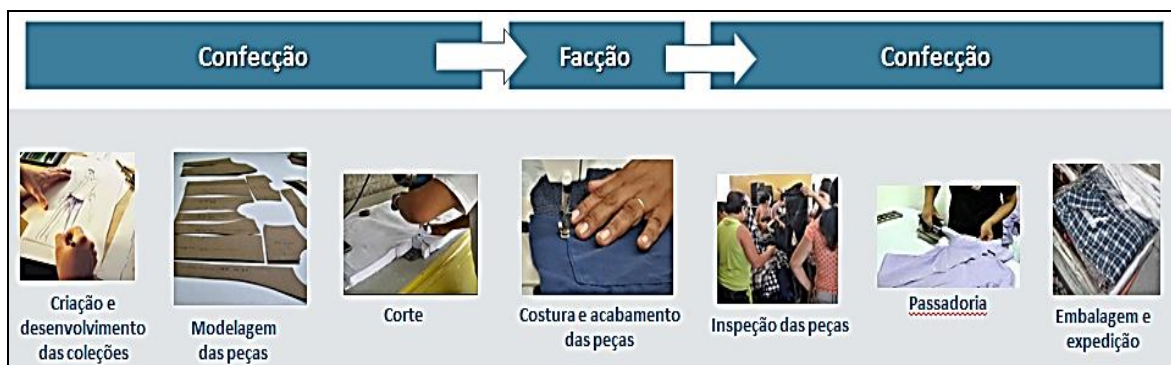 Confecção
Facção
Confecção
Criação e
desenvolvimento
das coleções
Modelagem
das peças
Corte
Costura e acabamento
das peças
Inspeção das peças
Passadoria
Embalagem e
expedição